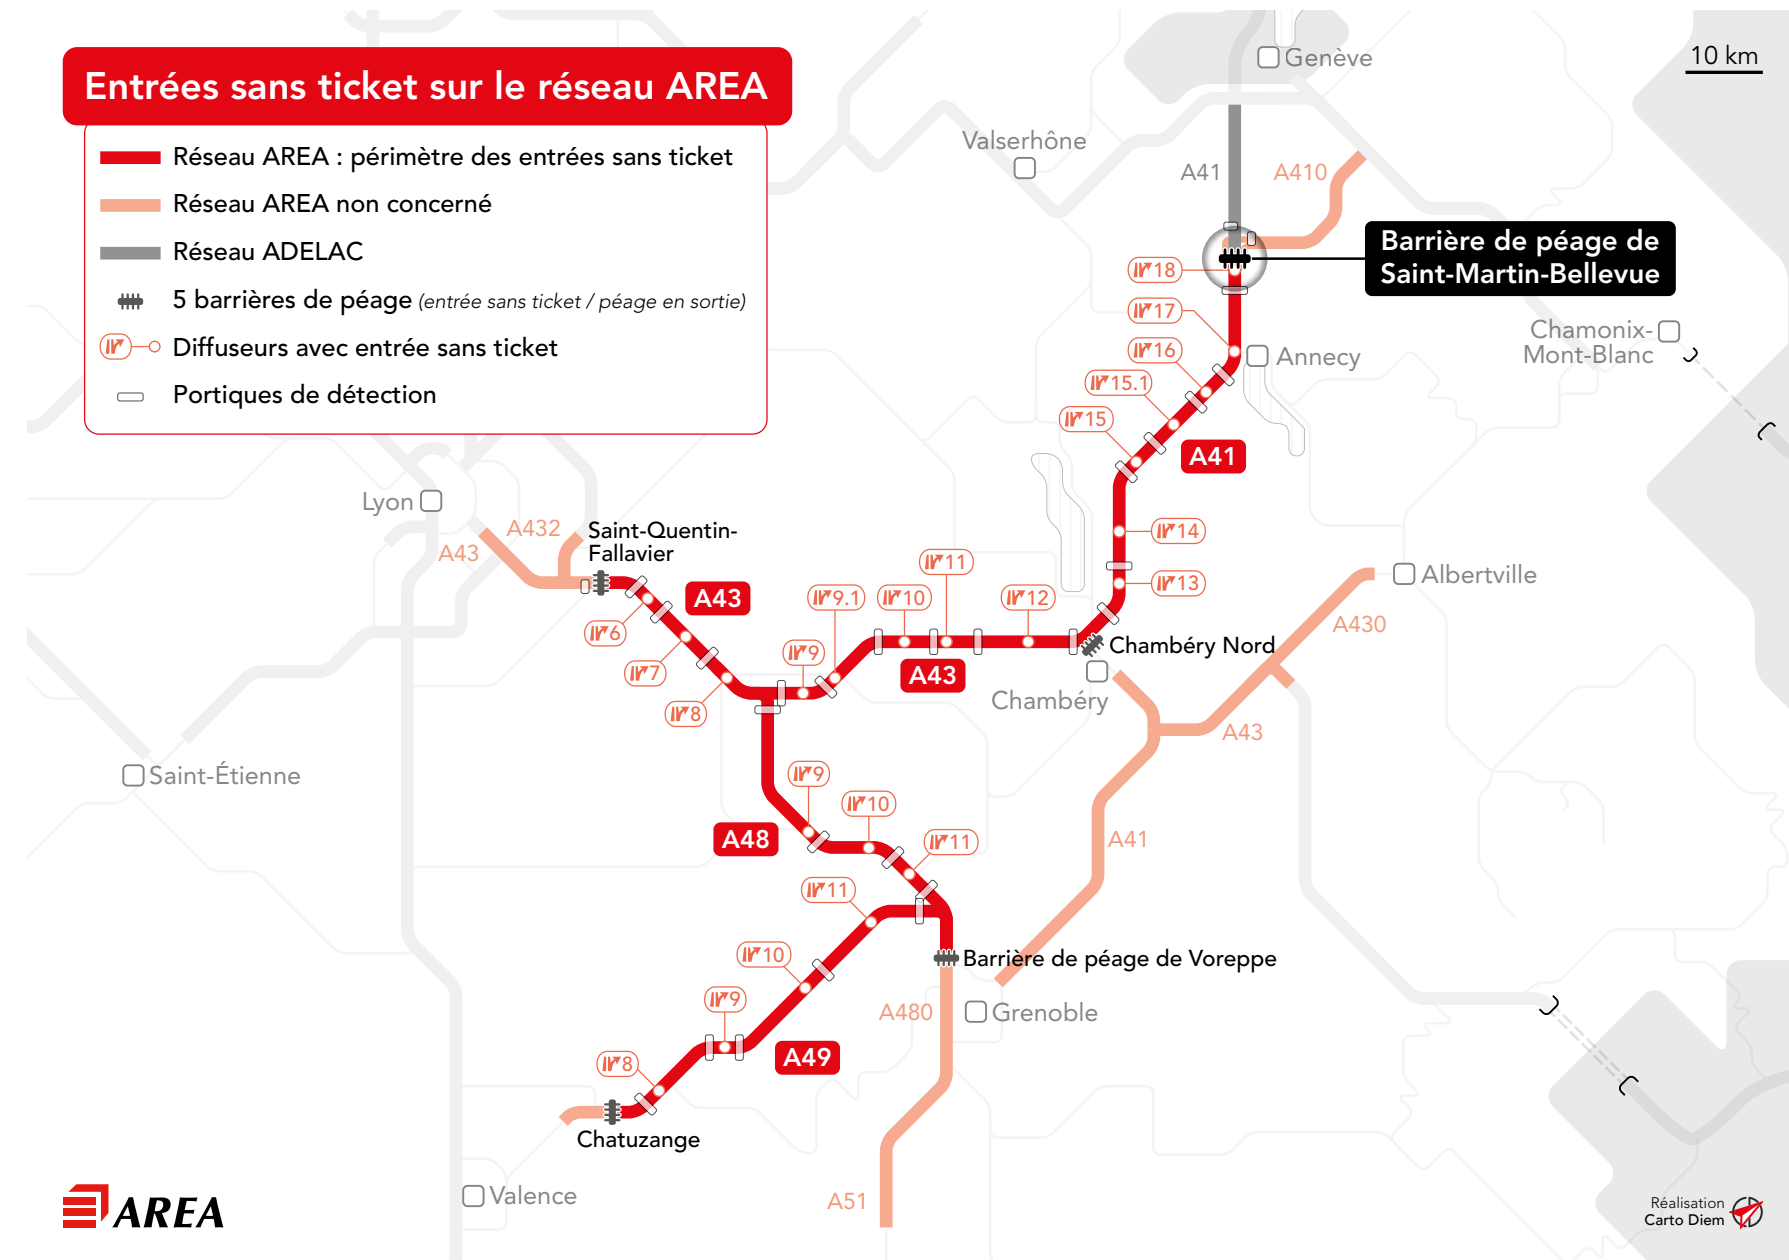 Entrées sans ticket sur le réseau AREA
Réseau AREA : périmètre des entrées sans ticket
Réseau AREA non concerné
Réseau ADELAC
5 barrières de péage (entrée sans ticket / péage en sortie)
Diffuseurs avec entrée sans ticket
Portiques de détection
10 km
Genève
Valserhône
A41
A410
Barrière de péage de
Saint-Martin-Bellevue
18
17
16
15.1
15
Annecy
Chamonix-
Mont-Blanc
A41
Lyon
A432
A43
Saint-Quentin-
Fallavier
14
13
A43
11
9.1
10
12
Albertville
A430
6
7
8
9
A43
Chambéry Nord
Chambéry
A43
Saint-Étienne
9
10
11
A48
A41
11
10
9
8
Barrière de péage de Voreppe
A480
Grenoble
A49
Chatuzange
Valence
A51
AREA
Réalisation
Carto Diem